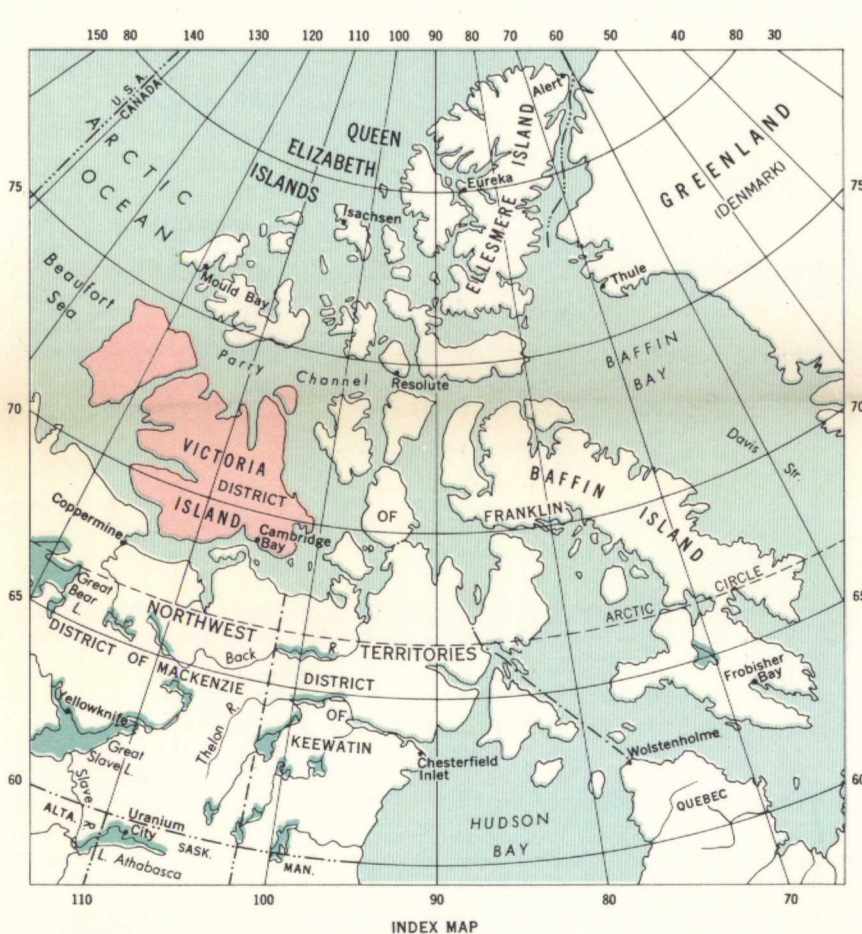 150 80 140 130 120 110 100 90 80 70 60 50 40 80 30
U.S.A.
CANADA
ARCTIC
OCEAN
Beaufort
Sea
QUEEN
ELIZABETH
ISLANDS
Alert
ELLESMERE ISLAND
Eureka
Isachsen
Mould Bay
GREENLAND
(DENMARK)
Thule
75
75
BAFFIN
BAY
Parry Channel
Resolute
70
70
Davis Str.
VICTORIA
ISLAND
DISTRICT
OF
FRANKLIN
BAFFIN
ISLAND
Coppermine
Cambridge
Bay
65
65
Great
Bear
L.
ARCTIC CIRCLE
NORTHWEST
TERRITORIES
Back R.
DISTRICT OF MACKENZIE
DISTRICT
OF
KEEWATIN
Frobisher
Bay
Yellowknife
Great
Slave L.
Thelon R.
Chesterfield
Inlet
Wolstenholme
60
60
Slave R.
ALTA.
Uranium
City
SASK.
MAN.
L. Athabasca
HUDSON
BAY
QUEBEC
110 100 90 80 70
INDEX MAP